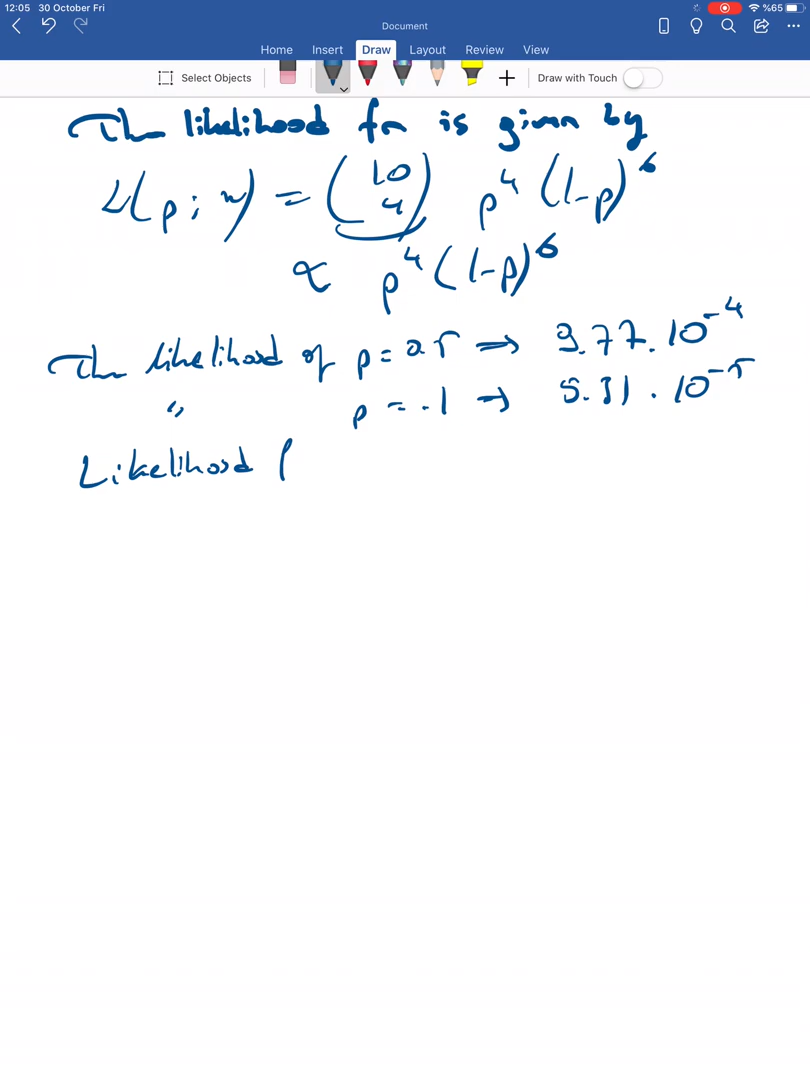 12:05 30 October Fri %65
Document
Home Insert Draw Layout Review View
Select Objects Draw with Touch
The likelihood fn is given by
L(p; x) = (10 4) p^4 (1-p)^6
∝ p^4 (1-p)^6
The likelihood of p = 0.5 → 9.77 . 10^-4
" p = .1 → 5.31 . 10^-5
Likelihood (